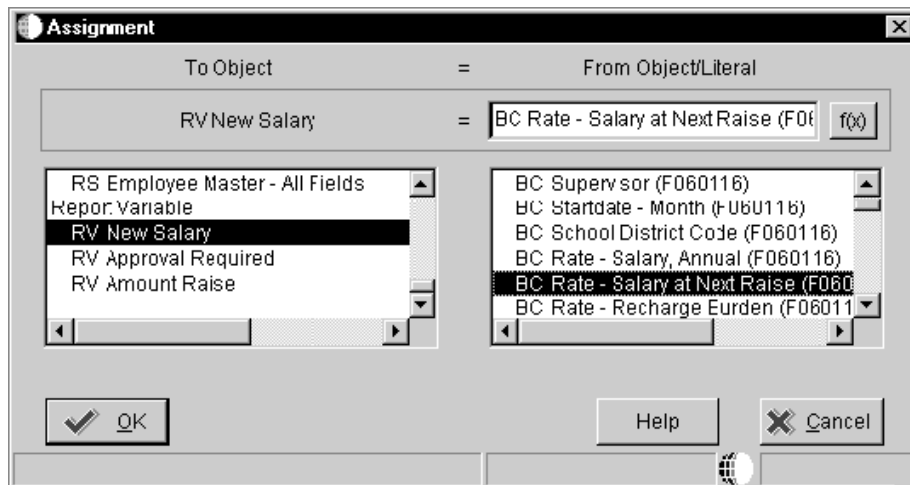 Assignment
To Object = From Object/Literal
RV New Salary = BC Rate - Salary at Next Raise (F06 f(x)
RS Employee Master - All Fields
Report Variable
RV New Salary
RV Approval Required
RV Amount Raise
BC Supervisor (F060116)
BC Startdate - Month (F060116)
BC School District Code (F060116)
BC Rate - Salary, Annual (F060116)
BC Rate - Salary at Next Raise (F060
BC Rate - Recharge Eurden (F06011
OK Help Cancel